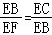 EB/EF = EC/EB